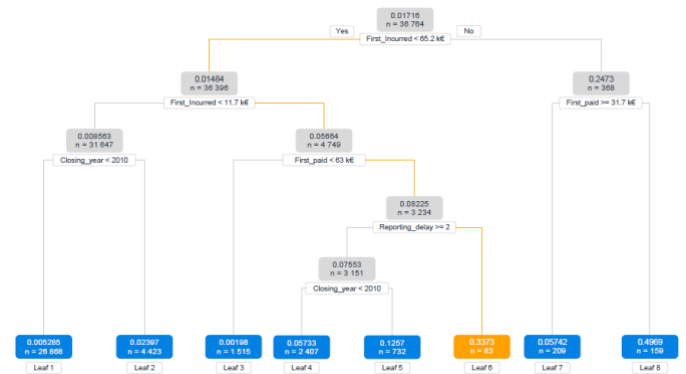 0.01716
n = 36 764
Yes
No
First_Incurred < 65.2 k€
0.01484
n = 36 396
First_Incurred < 11.7 k€
0.2473
n = 368
First_paid >= 31.7 k€
0.008563
n = 31 647
Closing_year < 2010
0.05664
n = 4 749
First_paid < 63 k€
0.08225
n = 3 234
Reporting_delay >= 2
0.07553
n = 3 151
Closing_year < 2010
0.005285
n = 26 868
Leaf 1
0.02397
n = 4 423
Leaf 2
0.00198
n = 1 515
Leaf 3
0.05733
n = 2 407
Leaf 4
0.1257
n = 732
Leaf 5
0.3373
n = 83
Leaf 6
0.05742
n = 209
Leaf 7
0.4969
n = 159
Leaf 8